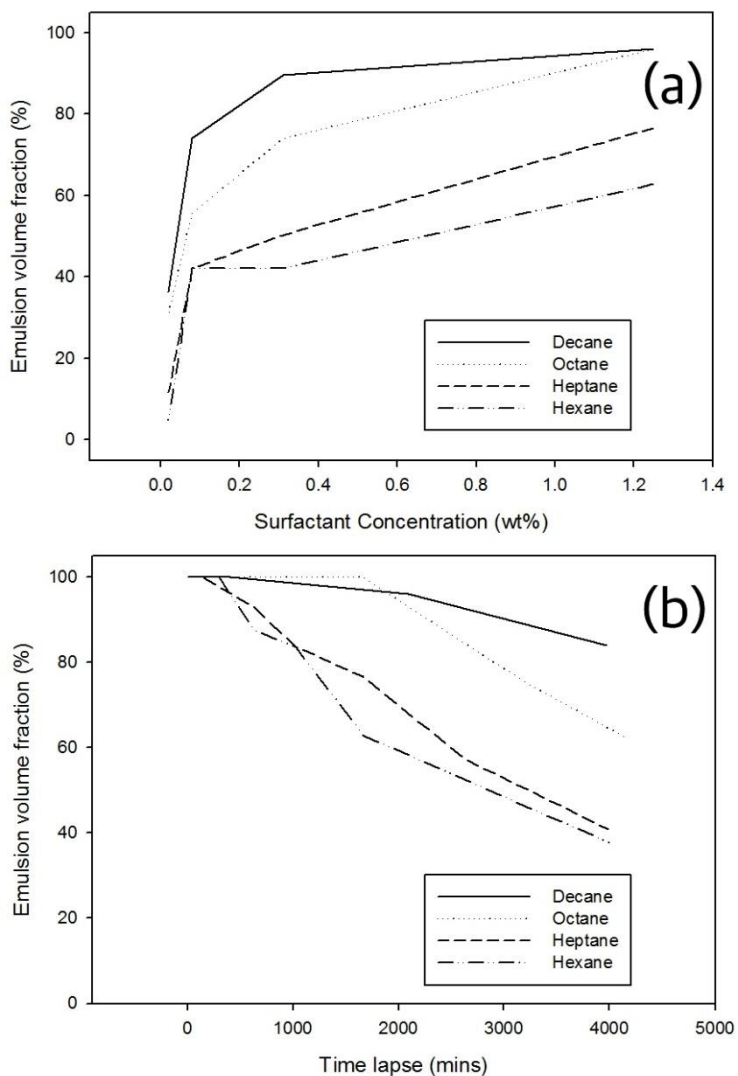 100
80
60
40
20
0
Emulsion volume fraction (%)
(a)
Decane
Octane
Heptane
Hexane
0.0 0.2 0.4 0.6 0.8 1.0 1.2 1.4
Surfactant Concentration (wt%)
100
80
60
40
20
0
Emulsion volume fraction (%)
(b)
Decane
Octane
Heptane
Hexane
0 1000 2000 3000 4000 5000
Time lapse (mins)